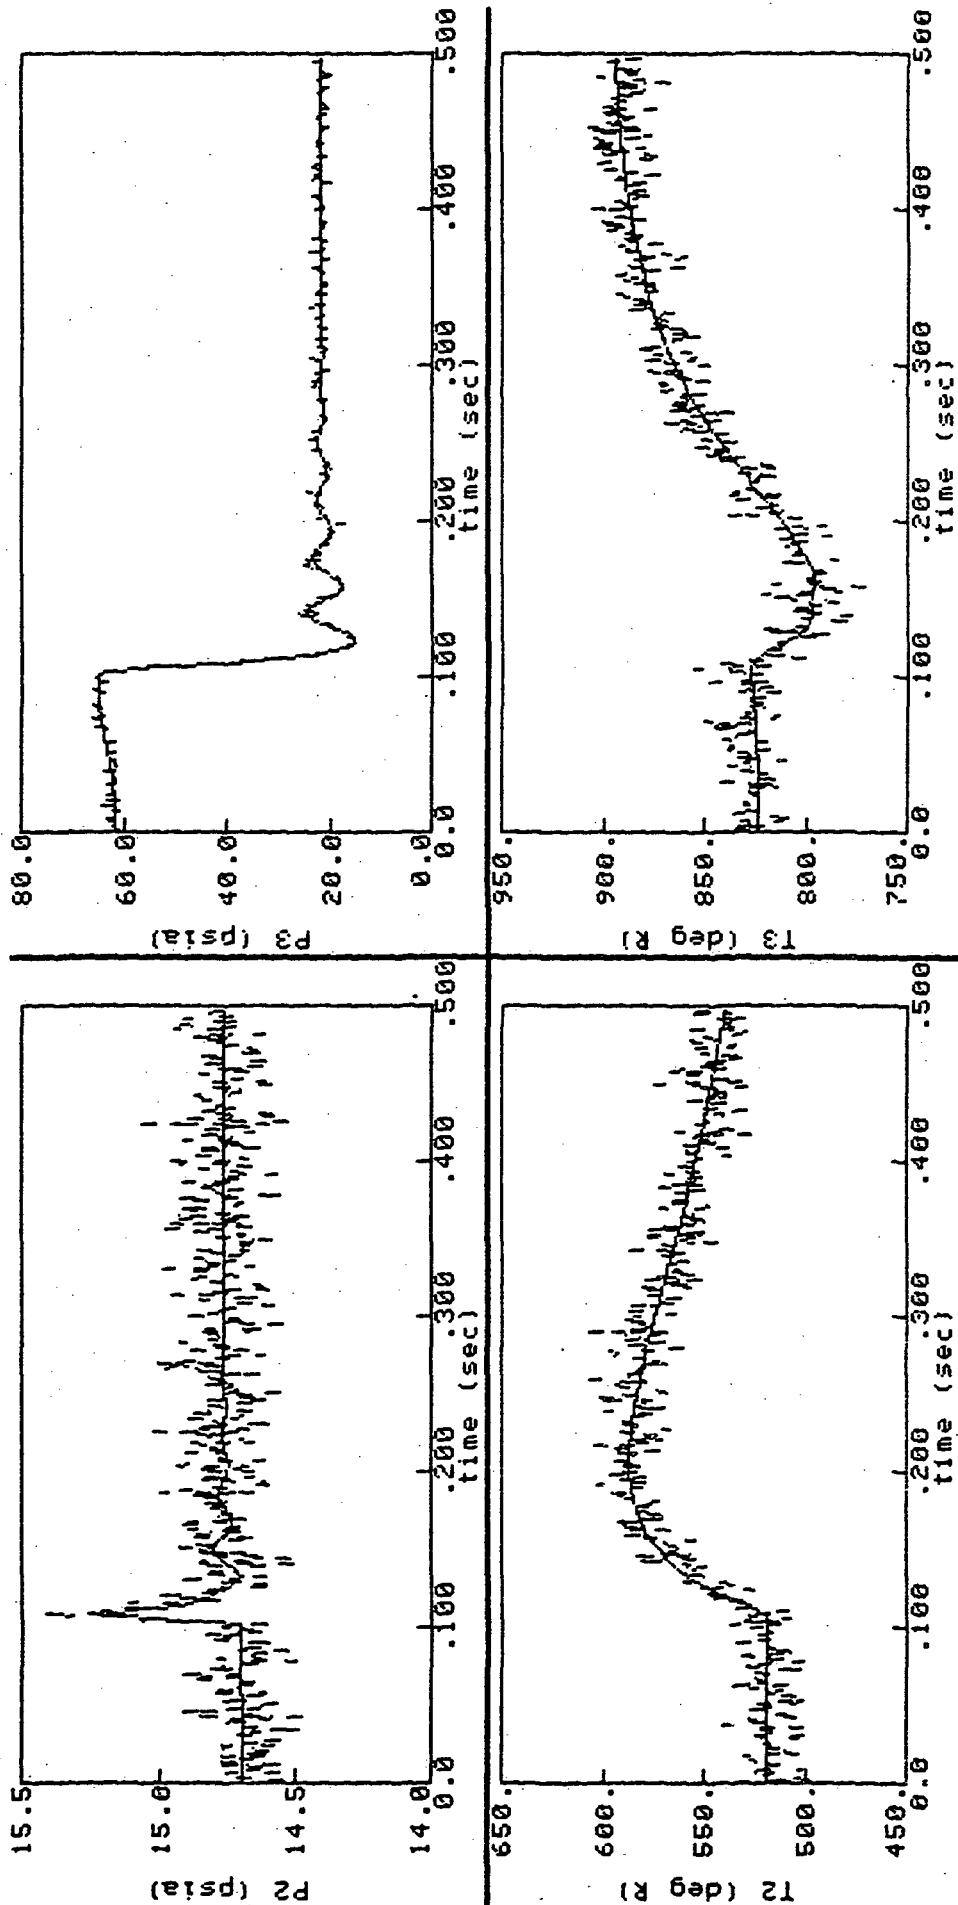 15.5
15.0
14.5
14.0
P2 (psia)
0.0 .100 .200 .300 .400 .500
time (sec)
80.0
60.0
40.0
20.0
0.0
P3 (psia)
0.0 .100 .200 .300 .400 .500
time (sec)
650.
600.
550.
500.
450.
T2 (deg R)
0.0 .100 .200 .300 .400 .500
time (sec)
950.
900.
850.
800.
750.
T3 (deg R)
0.0 .100 .200 .300 .400 .500
time (sec)